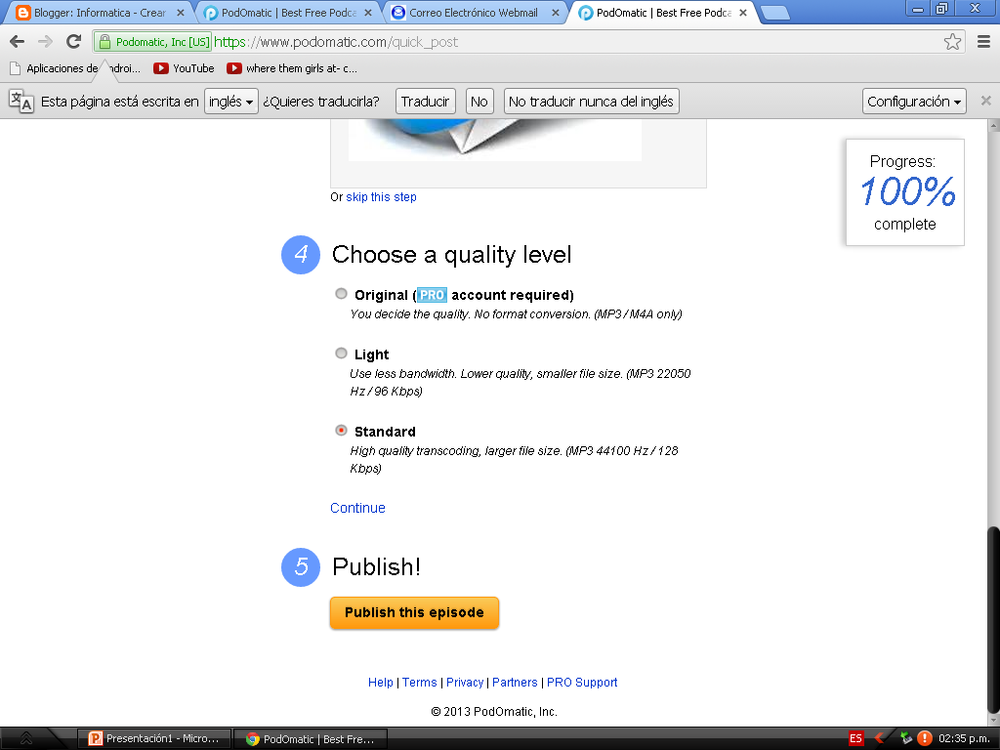 Blogger: Informatica - Crear
PodOmatic | Best Free Podca
Correo Electrónico Webmail
PodOmatic | Best Free Podca
Podomatic, Inc [US] https://www.podomatic.com/quick_post
Aplicaciones de Androi...
YouTube
where them girls at- c...
Esta página está escrita en inglés ¿Quieres traducirla? Traducir No No traducir nunca del inglés Configuración
Or skip this step
Progress:
100%
complete
4 Choose a quality level
Original (PRO account required)
You decide the quality. No format conversion. (MP3 / M4A only)
Light
Use less bandwidth. Lower quality, smaller file size. (MP3 22050
Hz / 96 Kbps)
Standard
High quality transcoding, larger file size. (MP3 44100 Hz / 128
Kbps)
Continue
5 Publish!
Publish this episode
Help | Terms | Privacy | Partners | PRO Support
© 2013 PodOmatic, Inc.
Presentación1 - Micro...
PodOmatic | Best Fre...
ES
02:35 p.m.